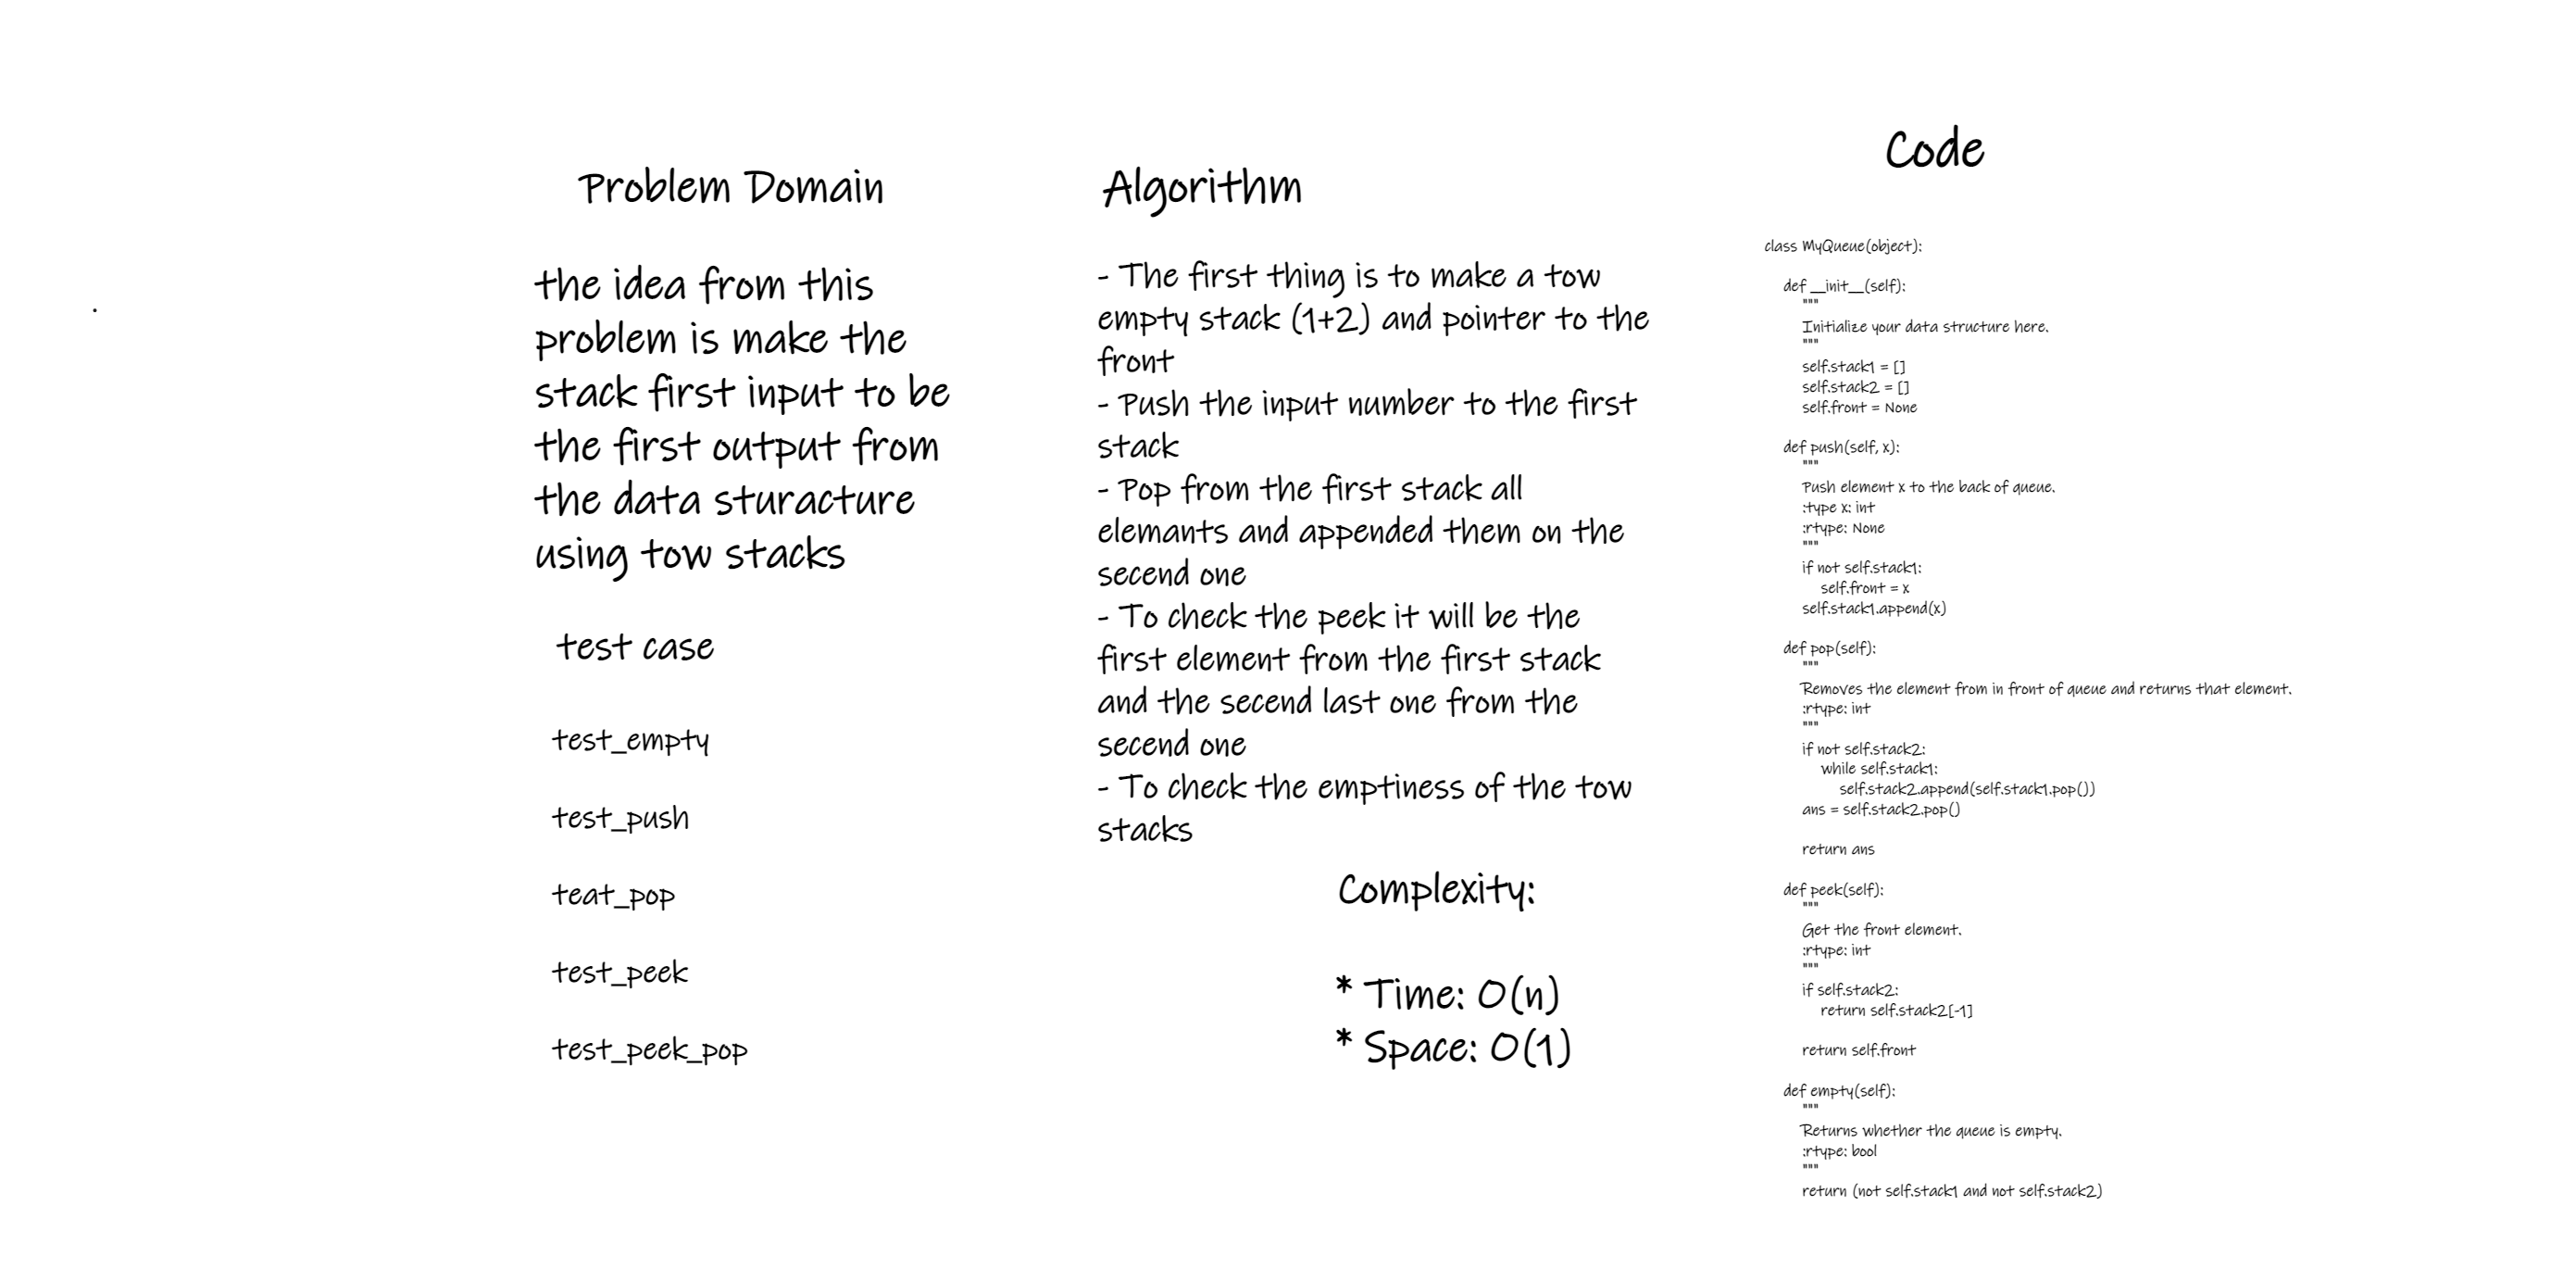 Problem Domain
the idea from this
problem is make the
stack first input to be
the first output from
the data sturacture
using tow stacks
test case
test_empty
test_push
teat_pop
test_peek
test_peek_pop
Algorithm
- The first thing is to make a tow
empty stack (1+2) and pointer to the
front
- Push the input number to the first
stack
- Pop from the first stack all
elemants and appended them on the
secend one
- To check the peek it will be the
first element from the first stack
and the secend last one from the
secend one
- To check the emptiness of the tow
stacks
Complexity:
* Time: O(n)
* Space: O(1)
Code
class MyQueue(object):
def __init__(self):
"""
Initialize your data structure here.
"""
self.stack1 = []
self.stack2 = []
self.front = None
def push(self, x):
"""
Push element x to the back of queue.
:type x: int
:rtype: None
"""
if not self.stack1:
self.front = x
self.stack1.append(x)
def pop(self):
"""
Removes the element from in front of queue and returns that element.
:rtype: int
"""
if not self.stack2:
while self.stack1:
self.stack2.append(self.stack1.pop())
ans = self.stack2.pop()
return ans
def peek(self):
"""
Get the front element.
:rtype: int
"""
if self.stack2:
return self.stack2[-1]
return self.front
def empty(self):
"""
Returns whether the queue is empty.
:rtype: bool
"""
return (not self.stack1 and not self.stack2)